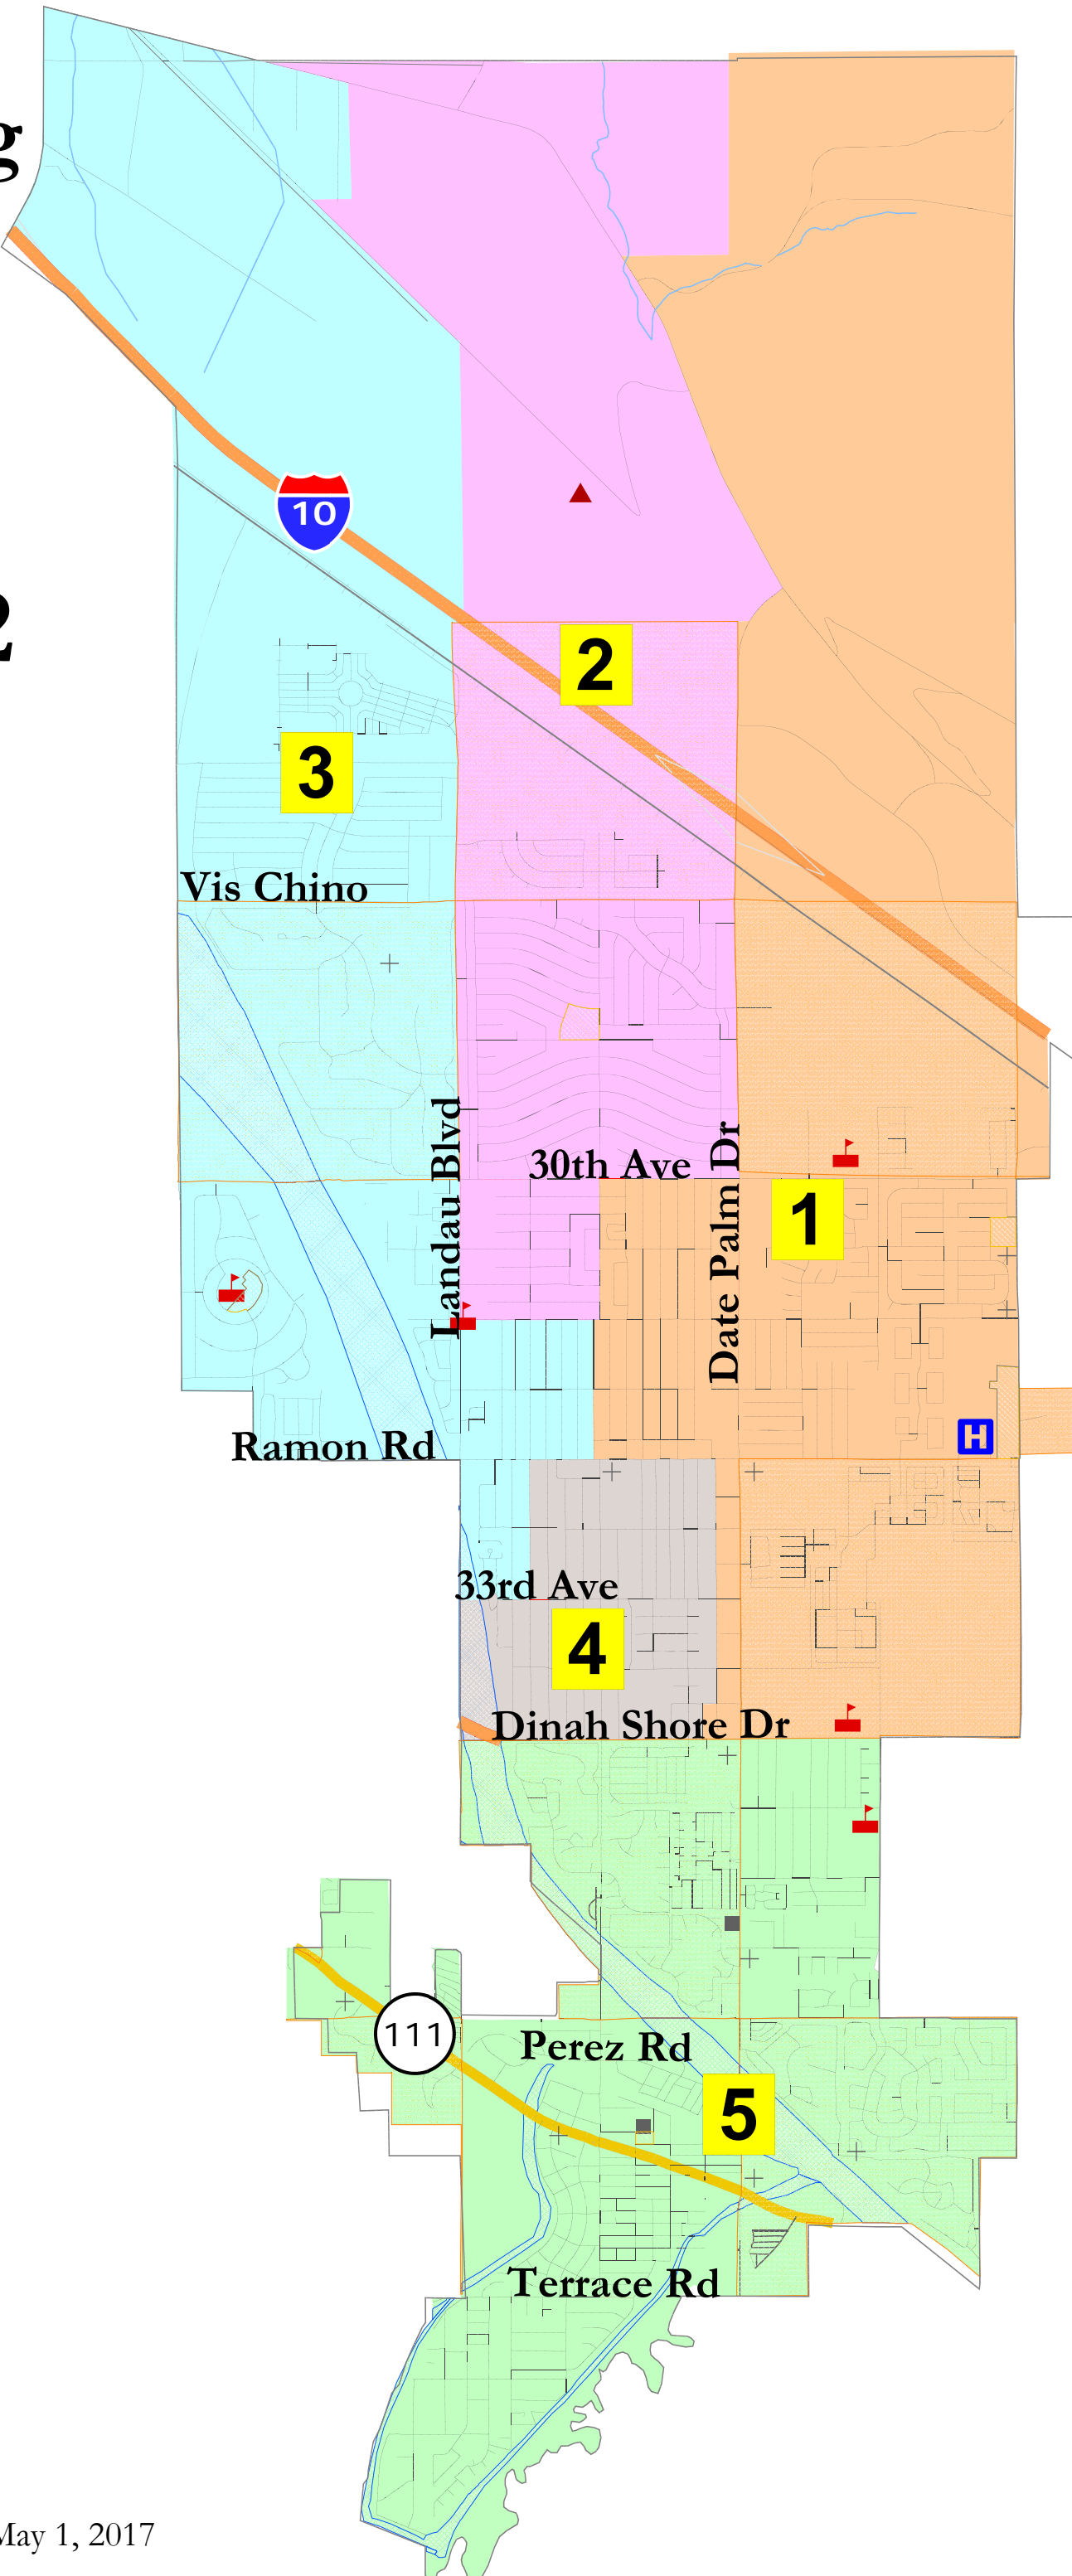 g
10
2
2
3
Vis Chino
Landau Blvd
30th Ave
Date Palm Dr
1
H
Ramon Rd
33rd Ave
4
Dinah Shore Dr
111
Perez Rd
5
Terrace Rd
May 1, 2017